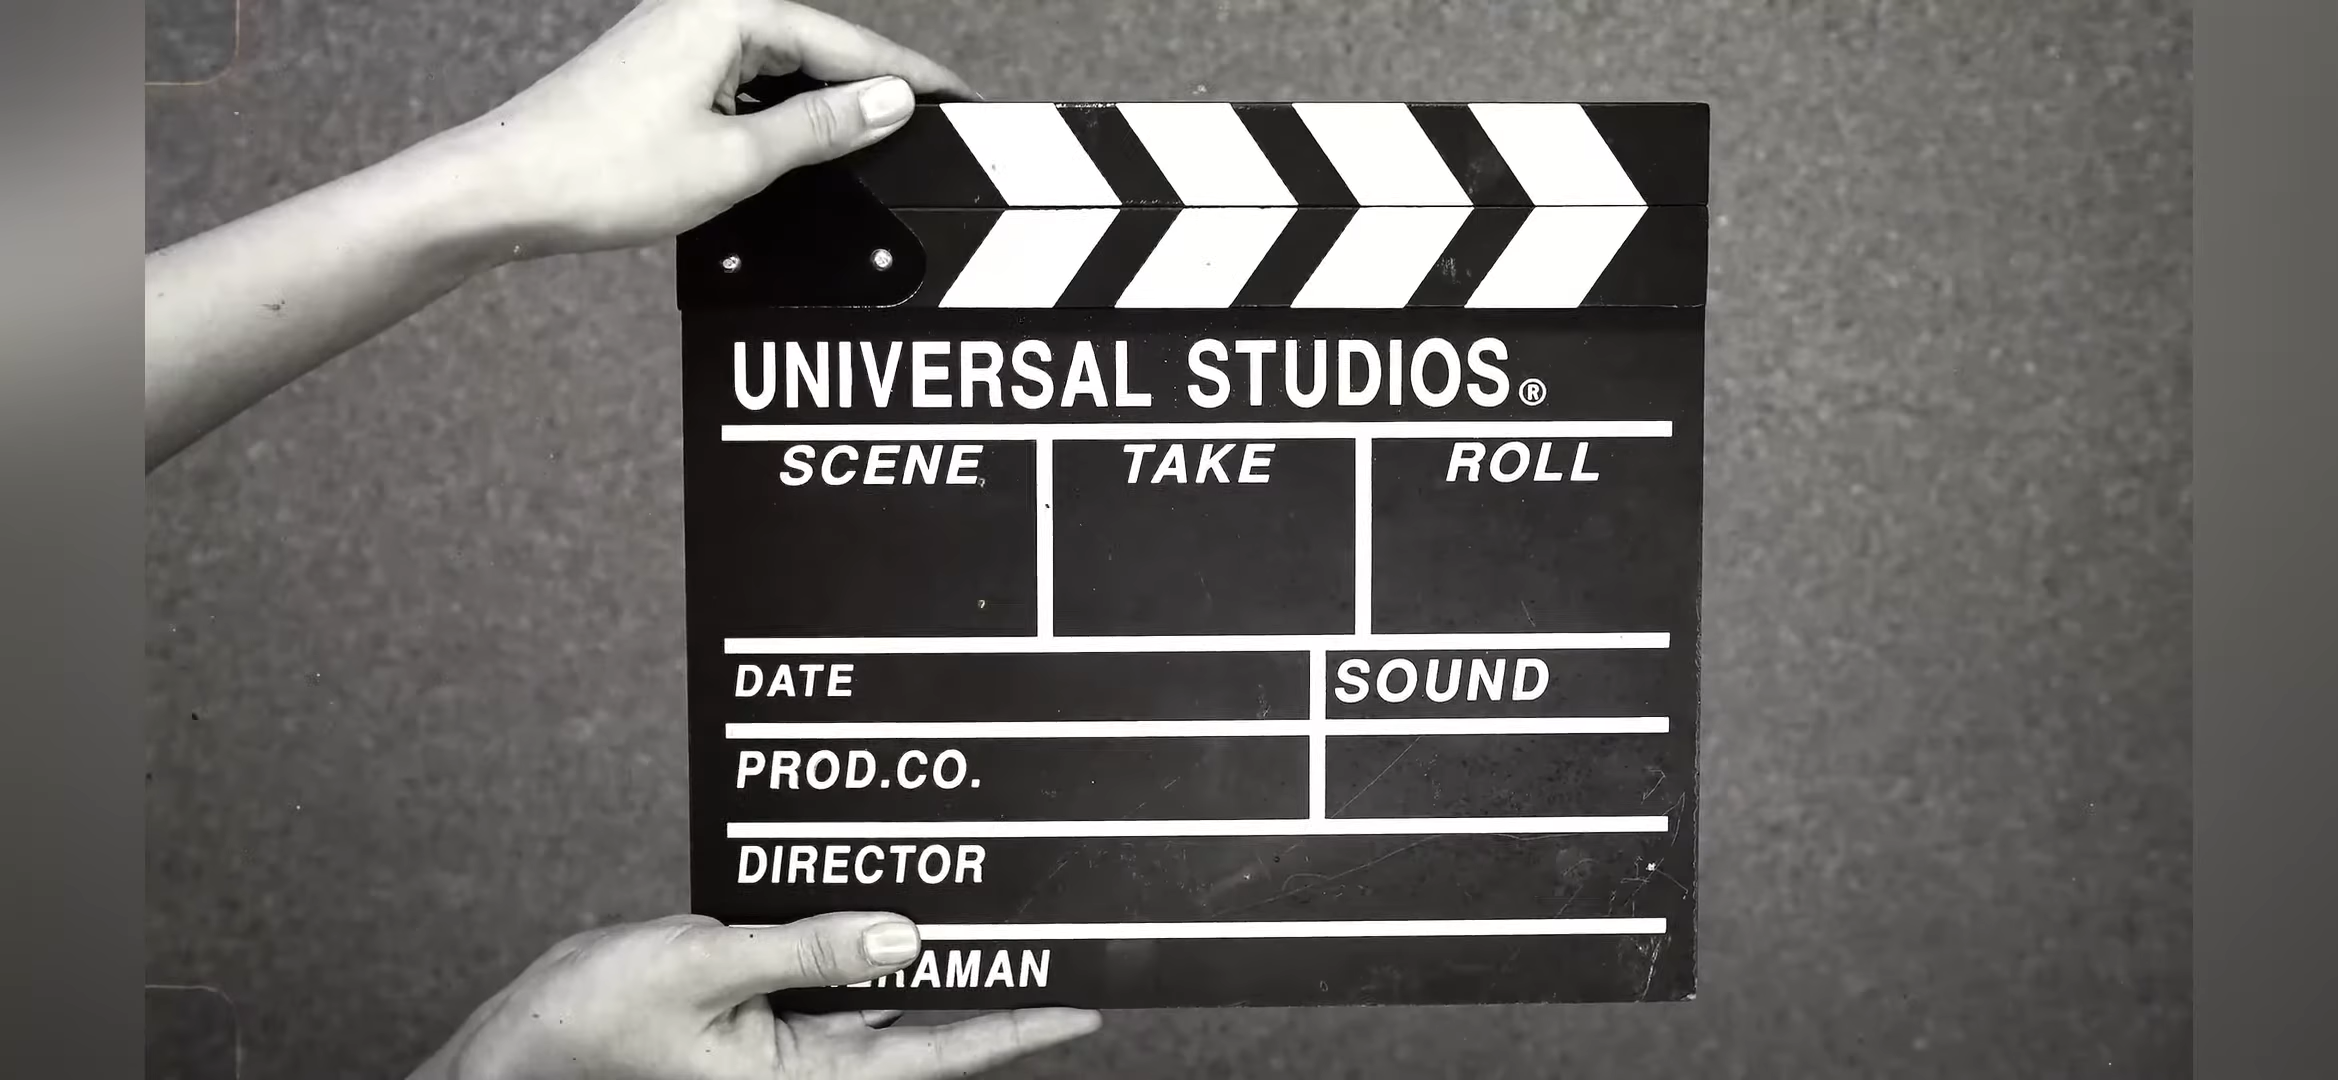 UNIVERSAL STUDIOS®
SCENE TAKE ROLL
DATE SOUND
PROD.CO.
DIRECTOR